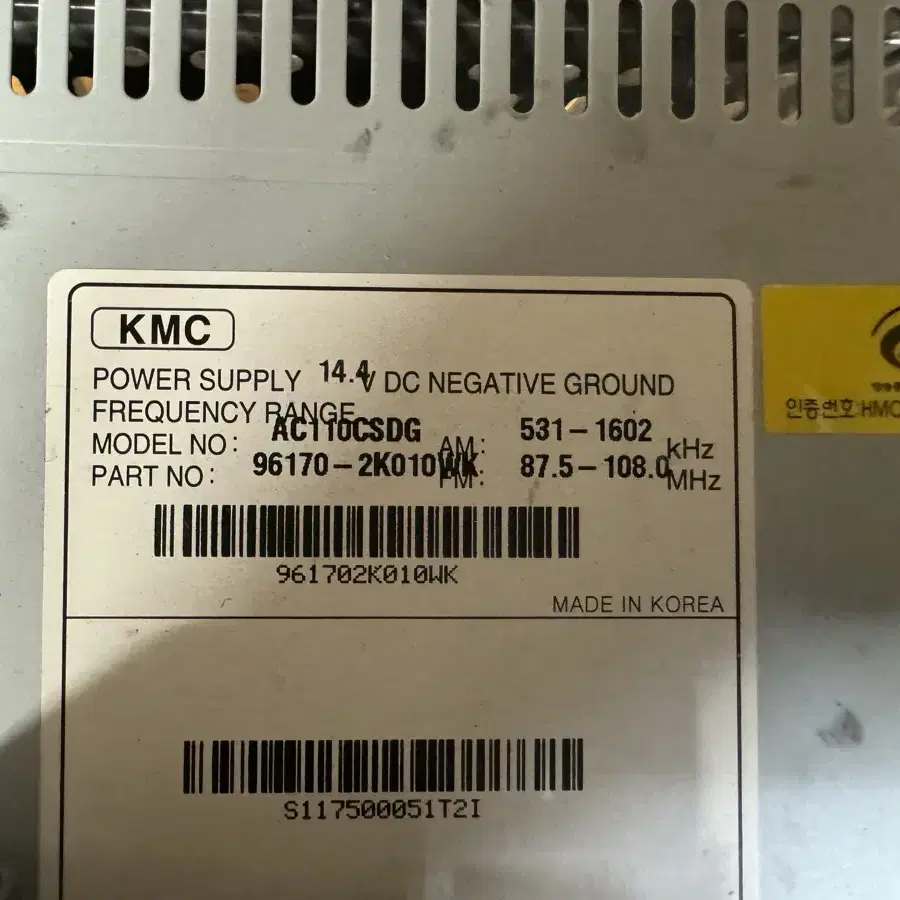 KMC
POWER SUPPLY 14.4V DC NEGATIVE GROUND
FREQUENCY RANGE
MODEL NO: AC110CSDG AM: 531-1602 kHz
PART NO: 96170-2K010WK FM: 87.5-108.0 MHz
961702K010WK
MADE IN KOREA
S117500051T2I
인증번호:HMC